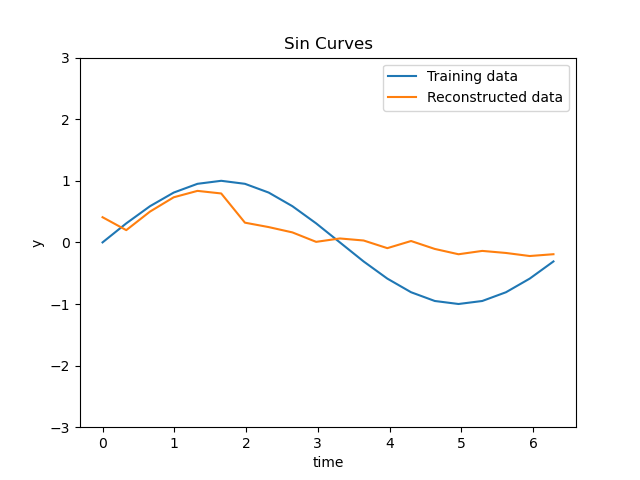 Sin Curves
Training data
Reconstructed data
3
2
1
0
−1
−2
−3
y
0 1 2 3 4 5 6
time